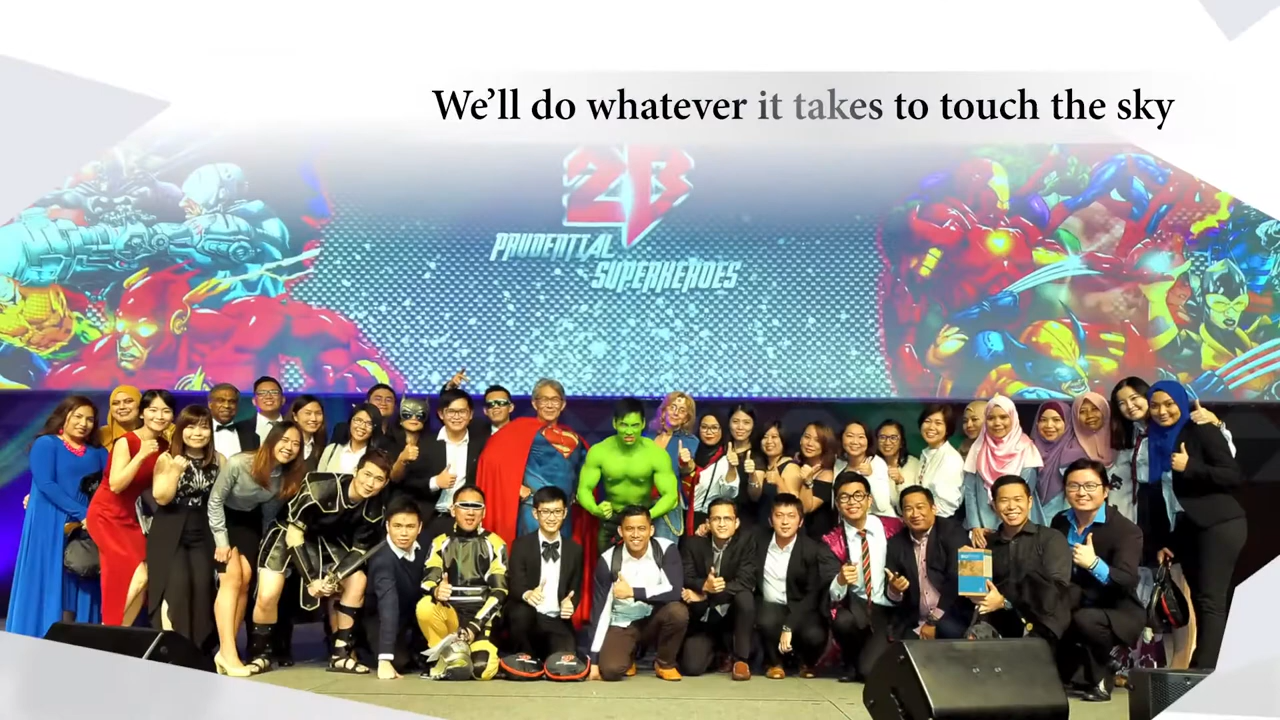 We'll do whatever it takes to touch the sky
2B
PRUDENTIAL
SUPERHEROES